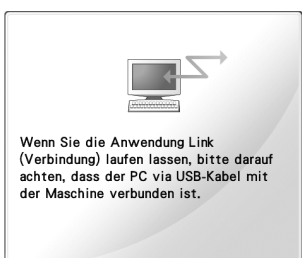 Wenn Sie die Anwendung Link
(Verbindung) laufen lassen, bitte darauf
achten, dass der PC via USB-Kabel mit
der Maschine verbunden ist.